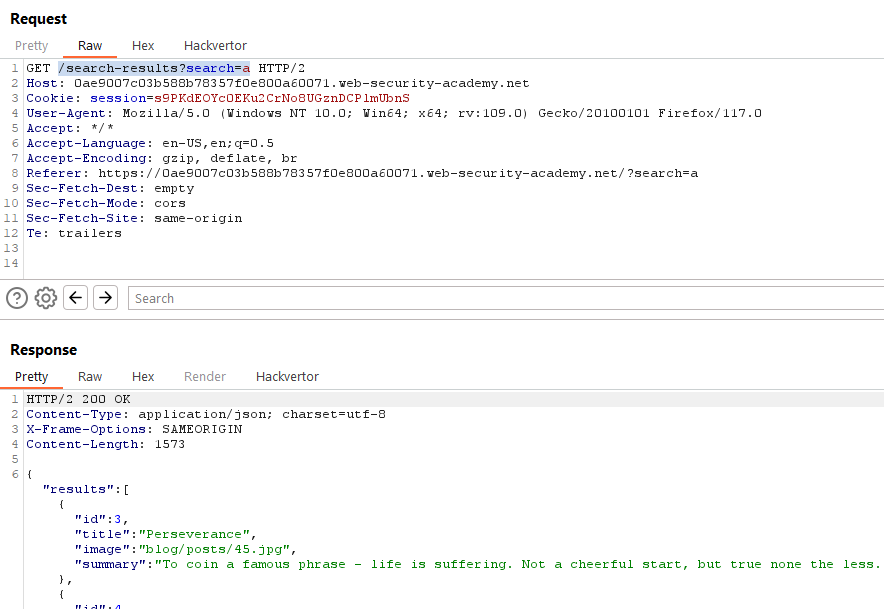 Request
Pretty Raw Hex Hackvertor
1 GET /search-results?search=a HTTP/2
2 Host: 0ae9007c03b588b78357f0e800a60071.web-security-academy.net
3 Cookie: session=s9PKdEOYcOEKu2CrNo8UGznDCPlmUbnS
4 User-Agent: Mozilla/5.0 (Windows NT 10.0; Win64; x64; rv:109.0) Gecko/20100101 Firefox/117.0
5 Accept: */*
6 Accept-Language: en-US,en;q=0.5
7 Accept-Encoding: gzip, deflate, br
8 Referer: https://0ae9007c03b588b78357f0e800a60071.web-security-academy.net/?search=a
9 Sec-Fetch-Dest: empty
10 Sec-Fetch-Mode: cors
11 Sec-Fetch-Site: same-origin
12 Te: trailers
13
14
Search
Response
Pretty Raw Hex Render Hackvertor
1 HTTP/2 200 OK
2 Content-Type: application/json; charset=utf-8
3 X-Frame-Options: SAMEORIGIN
4 Content-Length: 1573
5
6 {
"results":[
{
"id":3,
"title":"Perseverance",
"image":"blog/posts/45.jpg",
"summary":"To coin a famous phrase - life is suffering. Not a cheerful start, but true none the less.
},
{
"id":4